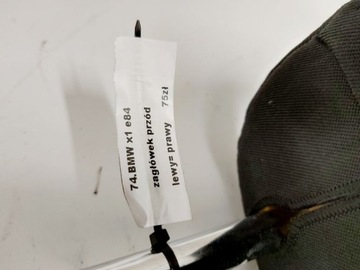 74.BMW x1 e84
zagłówek przód
lewy= prawy 75zł